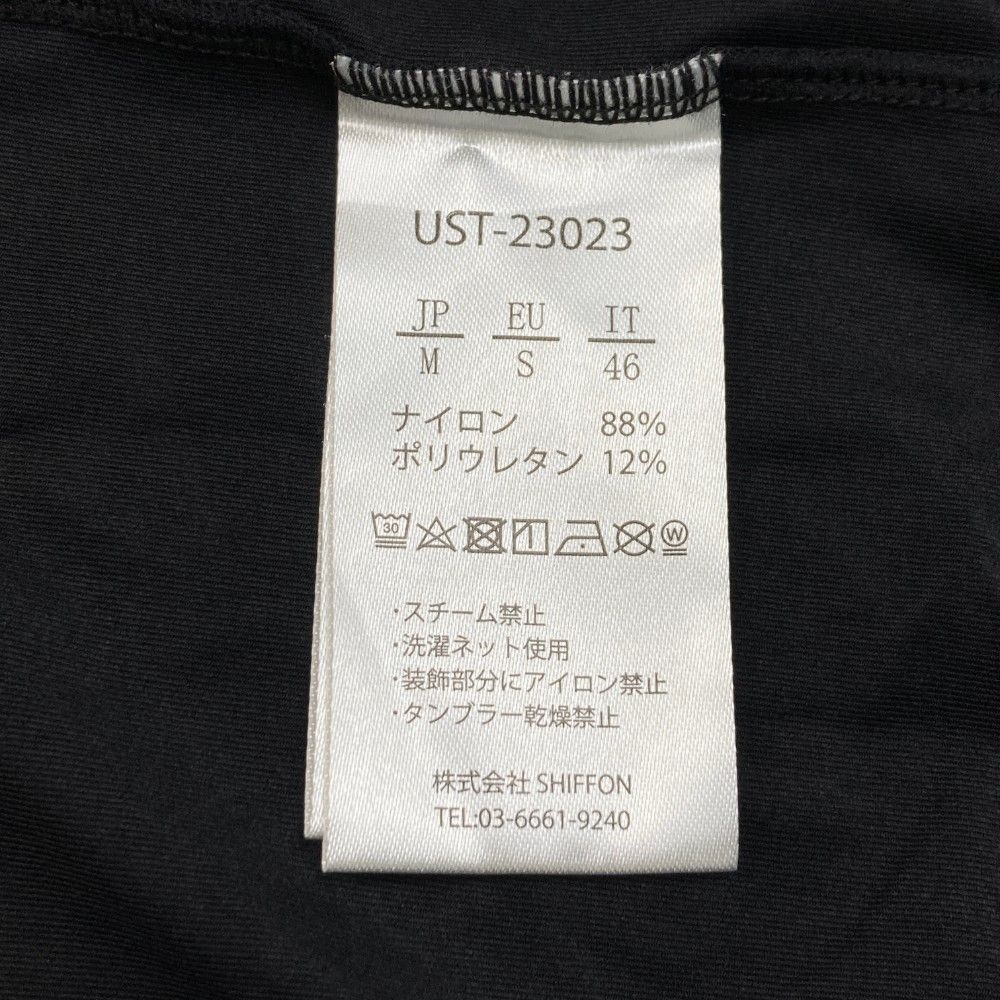 UST-23023
JP EU IT
M S 46
ナイロン 88%
ポリウレタン 12%
30 W
・スチーム禁止
・洗濯ネット使用
・装飾部分にアイロン禁止
・タンブラー乾燥禁止
株式会社 SHIFFON
TEL:03-6661-9240